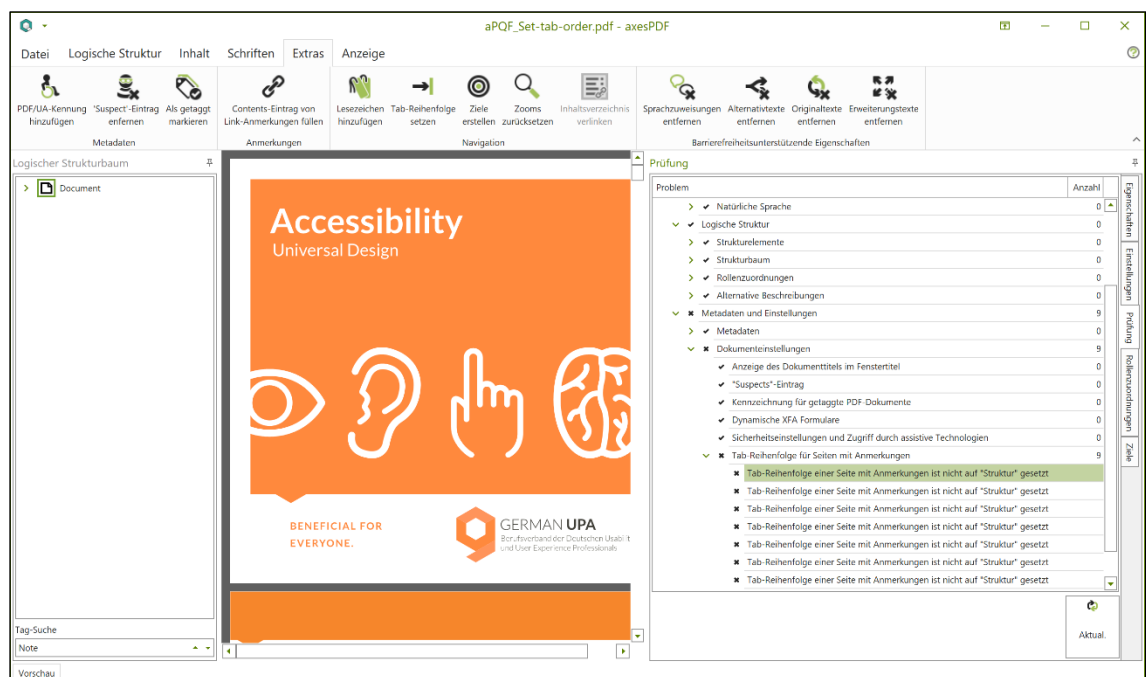 aPQF_Set-tab-order.pdf - axesPDF
Datei Logische Struktur Inhalt Schriften Extras Anzeige
PDF/UA-Kennung hinzufügen
'Suspect'-Eintrag entfernen
Als getaggt markieren
Contents-Eintrag von Link-Anmerkungen füllen
Lesezeichen hinzufügen
Tab-Reihenfolge setzen
Ziele erstellen
Zooms zurücksetzen
Inhaltsverzeichnis verlinken
Sprachzuweisungen entfernen
Alternativtexte entfernen
Originaltexte entfernen
Erweiterungstexte entfernen
Metadaten
Anmerkungen
Navigation
Barrierefreiheitsunterstützende Eigenschaften
Logischer Strukturbaum
Document
Tag-Suche
Note
Vorschau
Accessibility
Universal Design
BENEFICIAL FOR
EVERYONE.
GERMAN UPA
Berufsverband der Deutschen Usabilit
und User Experience Professionals
Prüfung
Problem Anzahl
Natürliche Sprache 0
Logische Struktur 0
Strukturelemente 0
Strukturbaum 0
Rollenzuordnungen 0
Alternative Beschreibungen 0
Metadaten und Einstellungen 9
Metadaten 0
Dokumenteinstellungen 9
Anzeige des Dokumenttitels im Fenstertitel 0
"Suspects"-Eintrag 0
Kennzeichnung für getaggte PDF-Dokumente 0
Dynamische XFA Formulare 0
Sicherheitseinstellungen und Zugriff durch assistive Technologien 0
Tab-Reihenfolge für Seiten mit Anmerkungen 9
Tab-Reihenfolge einer Seite mit Anmerkungen ist nicht auf "Struktur" gesetzt
Tab-Reihenfolge einer Seite mit Anmerkungen ist nicht auf "Struktur" gesetzt
Tab-Reihenfolge einer Seite mit Anmerkungen ist nicht auf "Struktur" gesetzt
Tab-Reihenfolge einer Seite mit Anmerkungen ist nicht auf "Struktur" gesetzt
Tab-Reihenfolge einer Seite mit Anmerkungen ist nicht auf "Struktur" gesetzt
Tab-Reihenfolge einer Seite mit Anmerkungen ist nicht auf "Struktur" gesetzt
Tab-Reihenfolge einer Seite mit Anmerkungen ist nicht auf "Struktur" gesetzt
Aktual.
Eigenschaften
Einstellungen
Prüfung
Rollenzuordnungen
Ziele